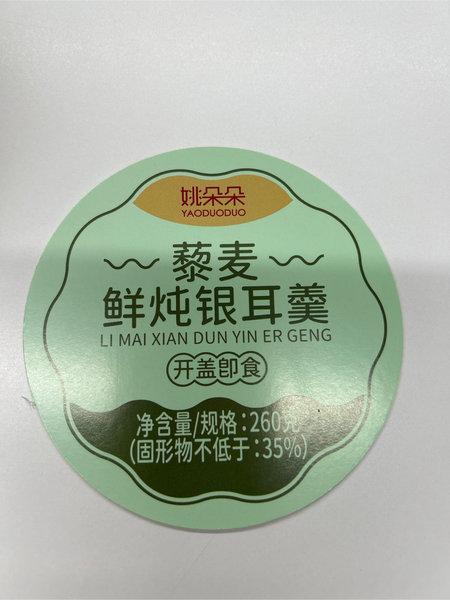 姚朵朵
YAODUODUO
藜麦
鲜炖银耳羹
LI MAI XIAN DUN YIN ER GENG
开盖即食
净含量/规格:260克
(固形物不低于:35%)